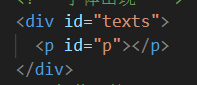 <div id="texts">
<p id="p"></p>
</div>